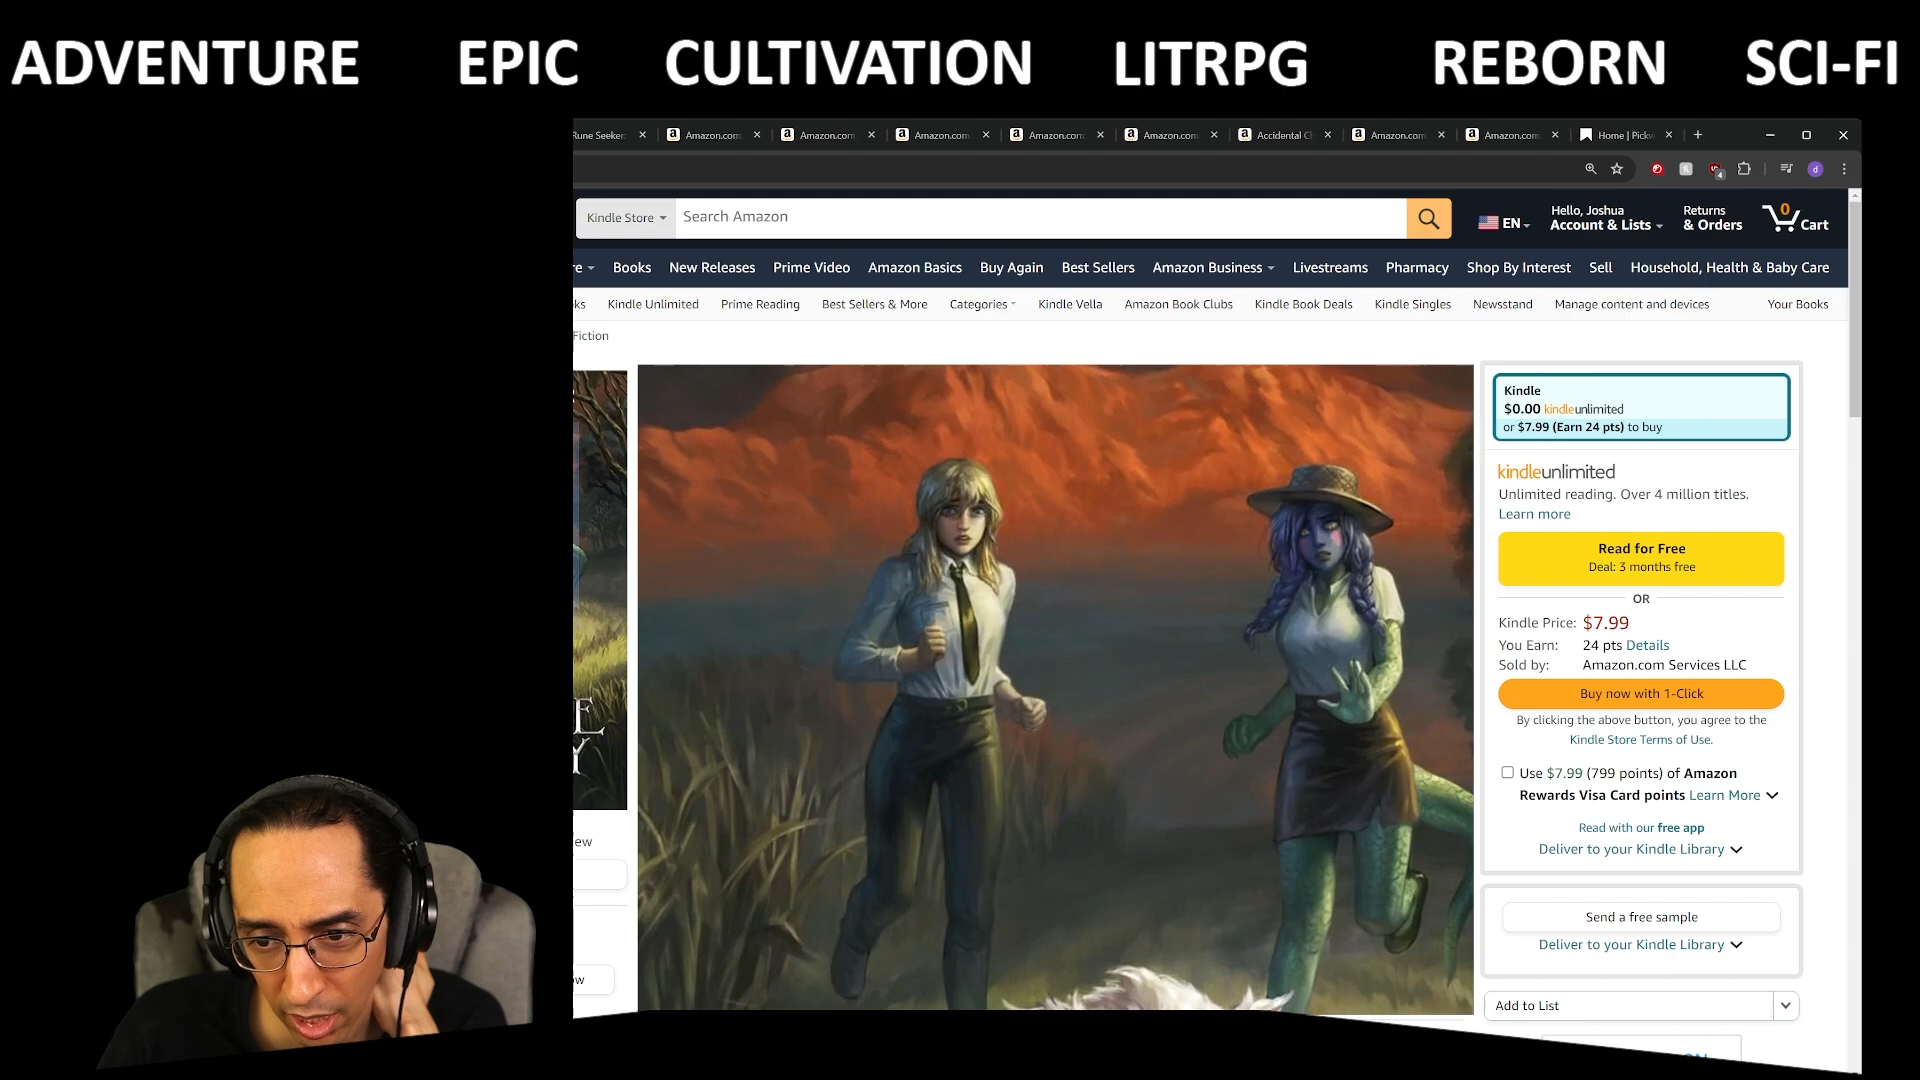 ADVENTURE EPIC CULTIVATION LITRPG REBORN SCI-FI
Rune Seeker: Amazon.com Amazon.com: Amazon.com Amazon.com: Amazon.com Accidental C Amazon.com Amazon.com Home | Pickw
d
Kindle Store Search Amazon
EN
Hello, Joshua
Account & Lists
Returns
& Orders
0
Cart
re Books New Releases Prime Video Amazon Basics Buy Again Best Sellers Amazon Business Livestreams Pharmacy Shop By Interest Sell Household, Health & Baby Care
ks Kindle Unlimited Prime Reading Best Sellers & More Categories Kindle Vella Amazon Book Clubs Kindle Book Deals Kindle Singles Newsstand Manage content and devices Your Books
Fiction
E
Y
ew
ow
Kindle
$0.00 kindleunlimited
or $7.99 (Earn 24 pts) to buy
kindleunlimited
Unlimited reading. Over 4 million titles.
Learn more
Read for Free
Deal: 3 months free
OR
Kindle Price: $7.99
You Earn: 24 pts Details
Sold by: Amazon.com Services LLC
Buy now with 1-Click
By clicking the above button, you agree to the
Kindle Store Terms of Use.
Use $7.99 (799 points) of Amazon
Rewards Visa Card points Learn More
Read with our free app
Deliver to your Kindle Library
Send a free sample
Deliver to your Kindle Library
Add to List